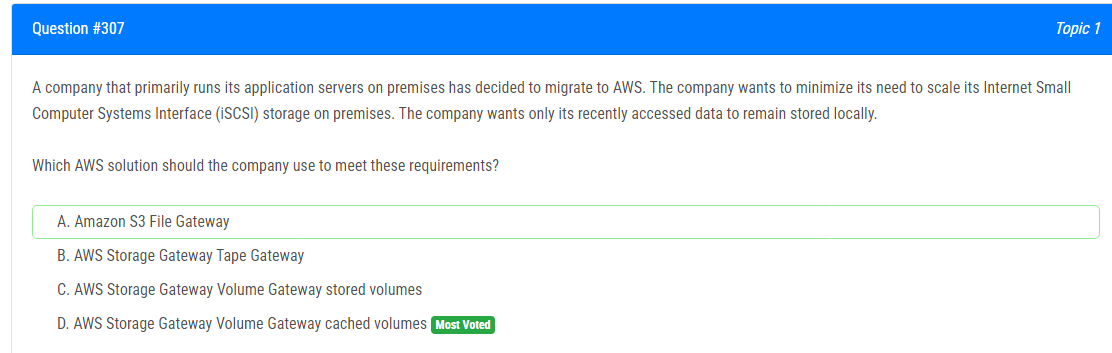 Question #307
Topic 1
A company that primarily runs its application servers on premises has decided to migrate to AWS. The company wants to minimize its need to scale its Internet Small
Computer Systems Interface (iSCSI) storage on premises. The company wants only its recently accessed data to remain stored locally.
Which AWS solution should the company use to meet these requirements?
A. Amazon S3 File Gateway
B. AWS Storage Gateway Tape Gateway
C. AWS Storage Gateway Volume Gateway stored volumes
D. AWS Storage Gateway Volume Gateway cached volumes Most Voted